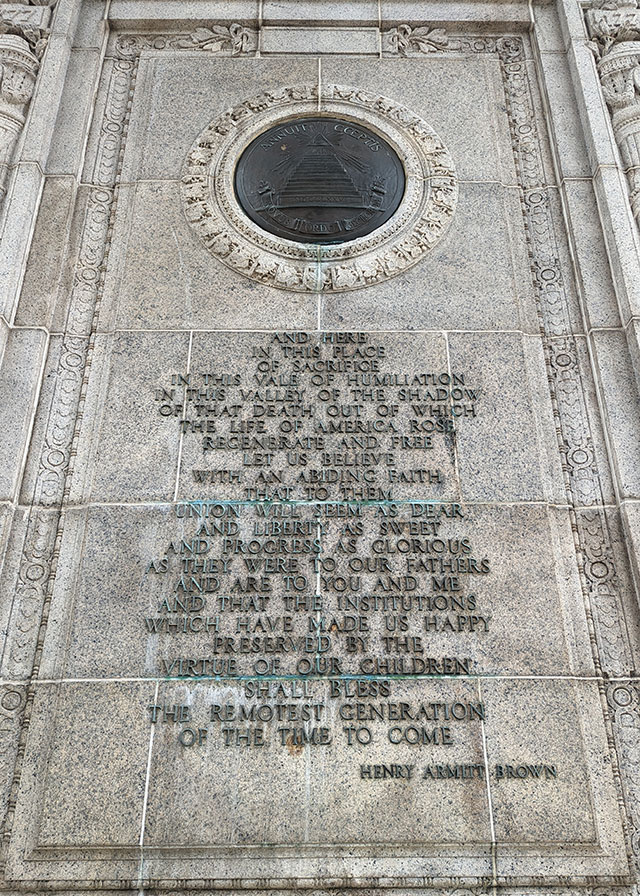 ANNUIT CŒPTIS
NOVUS ORDO SECLORUM
AND HERE
IN THIS PLACE
OF SACRIFICE
IN THIS VALE OF HUMILIATION
IN THIS VALLEY OF THE SHADOW
OF THAT DEATH OUT OF WHICH
THE LIFE OF AMERICA ROSE
REGENERATE AND FREE
LET US BELIEVE
WITH AN ABIDING FAITH
THAT TO THEM
UNION WILL SEEM AS DEAR
AND LIBERTY AS SWEET
AND PROGRESS AS GLORIOUS
AS THEY WERE TO OUR FATHERS
AND ARE TO YOU AND ME
AND THAT THE INSTITUTIONS
WHICH HAVE MADE US HAPPY
PRESERVED BY THE
VIRTUE OF OUR CHILDREN
SHALL BLESS
THE REMOTEST GENERATION
OF THE TIME TO COME
HENRY ARMITT BROWN